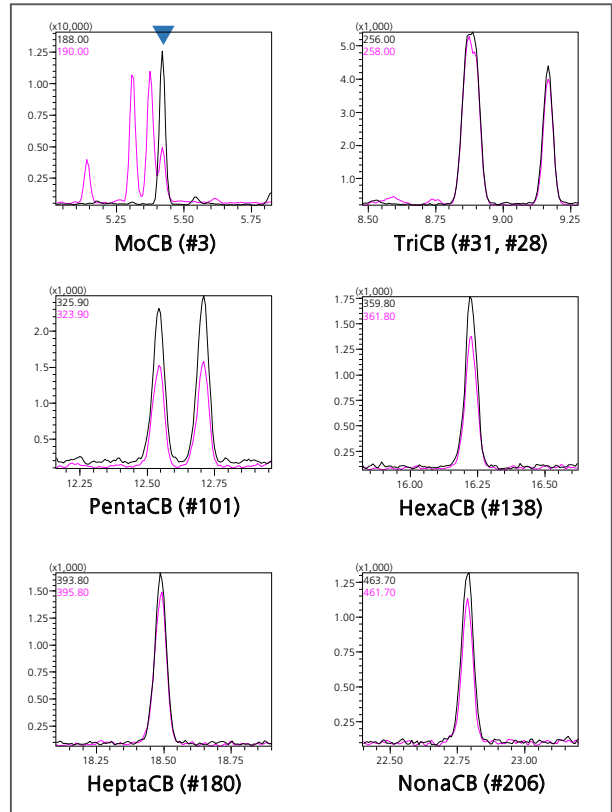 (x10,000)
188.00
190.00
1.25
1.00
0.75
0.50
0.25
5.25 5.50 5.75
MoCB (#3)
(x1,000)
256.00
258.00
5.0
4.0
3.0
2.0
1.0
8.50 8.75 9.00 9.25
TriCB (#31, #28)
(x1,000)
325.90
323.90
2.0
1.5
1.0
0.5
12.25 12.50 12.75
PentaCB (#101)
(x1,000)
359.80
361.80
1.75
1.50
1.25
1.00
0.75
0.50
0.25
16.00 16.25 16.50
HexaCB (#138)
(x1,000)
393.80
395.80
1.50
1.25
1.00
0.75
0.50
0.25
18.25 18.50 18.75
HeptaCB (#180)
(x1,000)
463.70
461.70
1.25
1.00
0.75
0.50
0.25
22.50 22.75 23.00
NonaCB (#206)